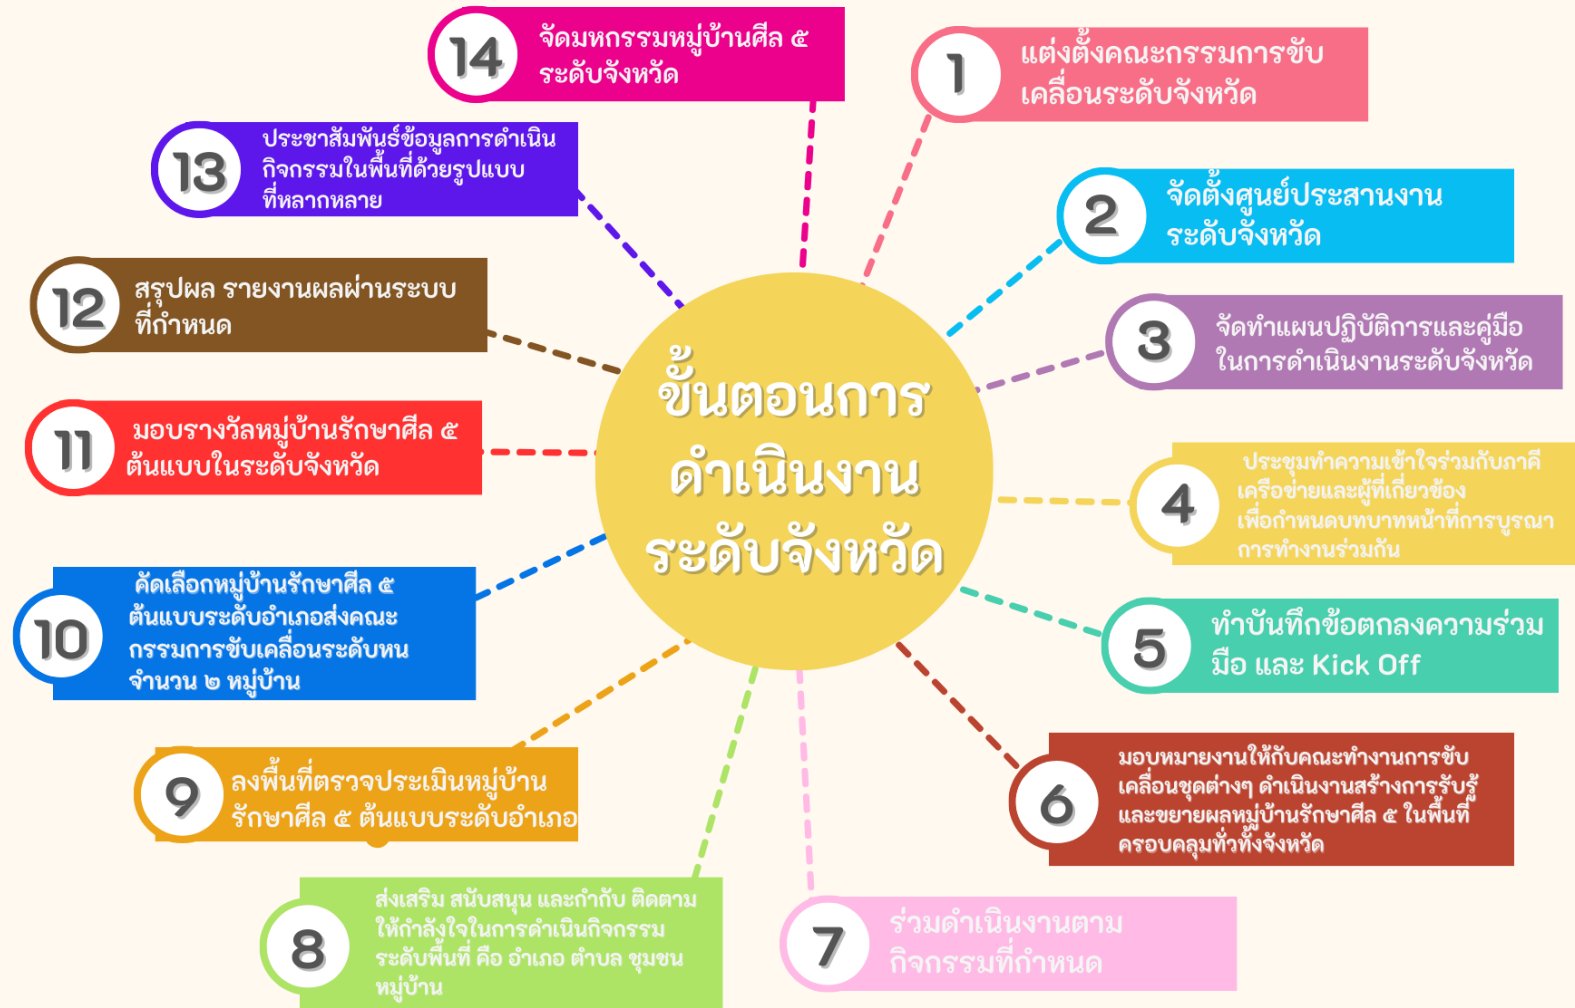 ขั้นตอนการ
ดำเนินงาน
ระดับจังหวัด
1
แต่งตั้งคณะกรรมการขับ
เคลื่อนระดับจังหวัด
2
จัดตั้งศูนย์ประสานงาน
ระดับจังหวัด
3
จัดทำแผนปฏิบัติการและคู่มือ
ในการดำเนินงานระดับจังหวัด
4
ประชุมทำความเข้าใจร่วมกับภาคี
เครือข่ายและผู้ที่เกี่ยวข้อง
เพื่อกำหนดบทบาทหน้าที่การบูรณา
การทำงานร่วมกัน
5
ทำบันทึกข้อตกลงความร่วม
มือ และ Kick Off
6
มอบหมายงานให้กับคณะทำงานการขับ
เคลื่อนชุดต่างๆ ดำเนินงานสร้างการรับรู้
และขยายผลหมู่บ้านรักษาศีล ๕ ในพื้นที่
ครอบคลุมทั่วทั้งจังหวัด
7
ร่วมดำเนินงานตาม
กิจกรรมที่กำหนด
8
ส่งเสริม สนับสนุน และกำกับ ติดตาม
ให้กำลังใจในการดำเนินกิจกรรม
ระดับพื้นที่ คือ อำเภอ ตำบล ชุมชน
หมู่บ้าน
9
ลงพื้นที่ตรวจประเมินหมู่บ้าน
รักษาศีล ๕ ต้นแบบระดับอำเภอ
10
คัดเลือกหมู่บ้านรักษาศีล ๕
ต้นแบบระดับอำเภอส่งคณะ
กรรมการขับเคลื่อนระดับหน
จำนวน ๒ หมู่บ้าน
11
มอบรางวัลหมู่บ้านรักษาศีล ๕
ต้นแบบในระดับจังหวัด
12
สรุปผล รายงานผลผ่านระบบ
ที่กำหนด
13
ประชาสัมพันธ์ข้อมูลการดำเนิน
กิจกรรมในพื้นที่ด้วยรูปแบบ
ที่หลากหลาย
14
จัดมหกรรมหมู่บ้านศีล ๕
ระดับจังหวัด